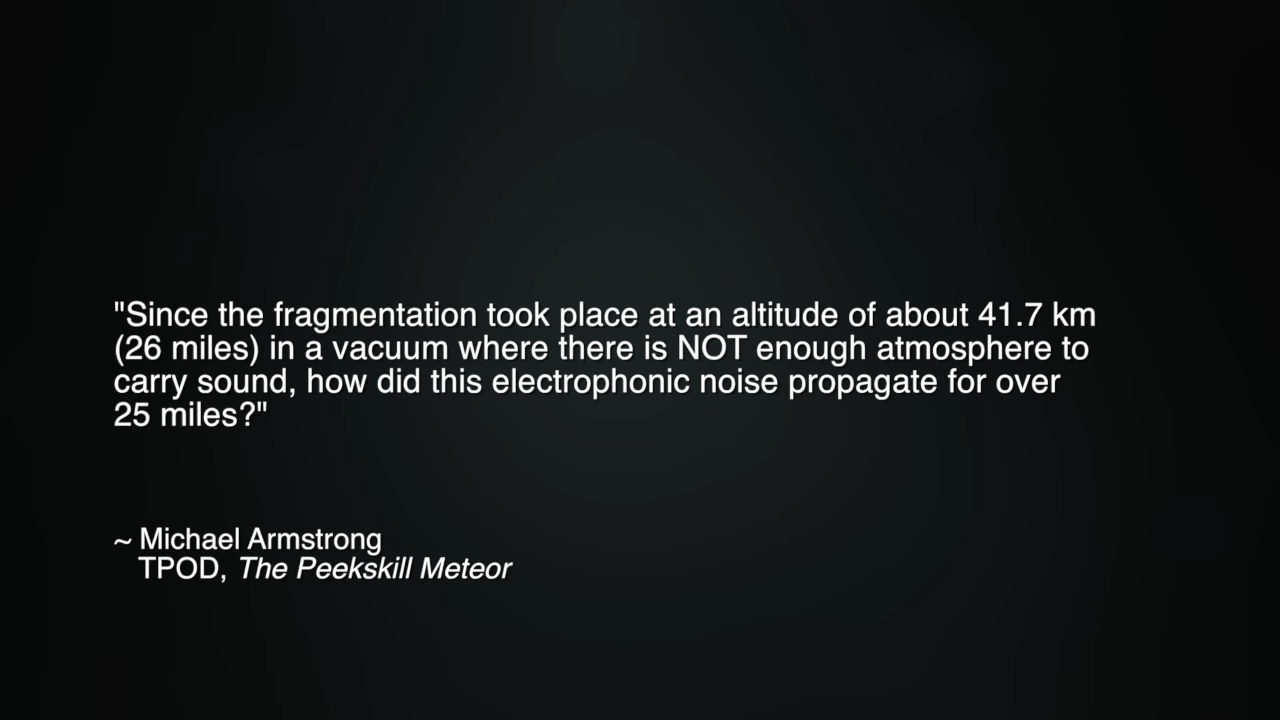 "Since the fragmentation took place at an altitude of about 41.7 km
(26 miles) in a vacuum where there is NOT enough atmosphere to
carry sound, how did this electrophonic noise propagate for over
25 miles?"
~ Michael Armstrong
TPOD, The Peekskill Meteor